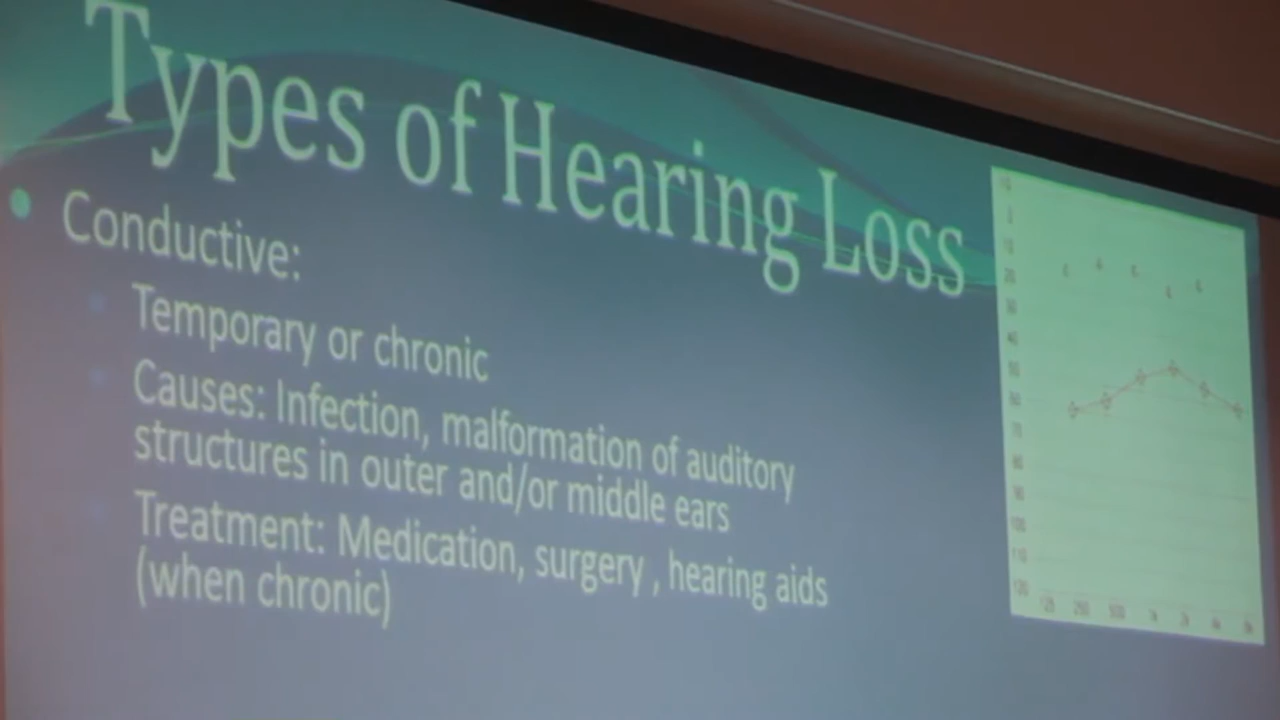 Types of Hearing Loss
Conductive:
Temporary or chronic
Causes: Infection, malformation of auditory
structures in outer and/or middle ears
Treatment: Medication, surgery , hearing aids
(when chronic)